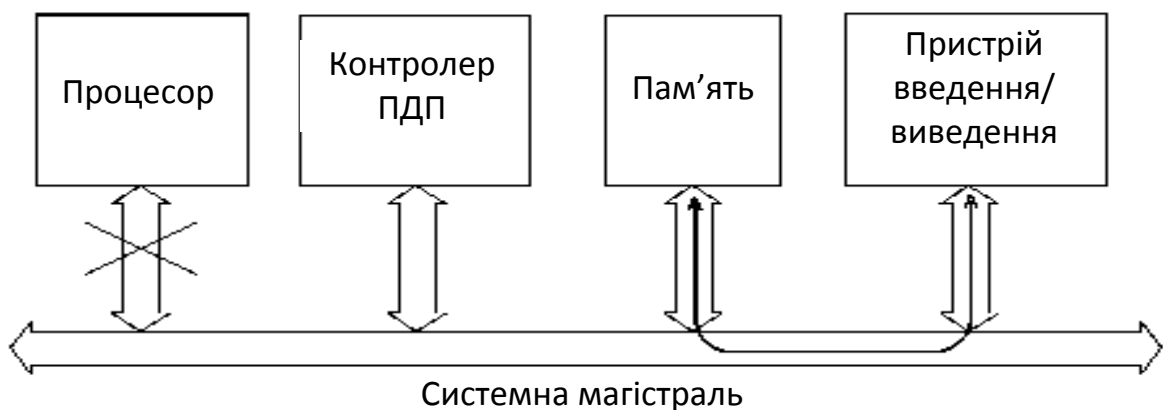 Процесор
Контролер
ПДП
Пам’ять
Пристрій
введення/
виведення
Системна магістраль